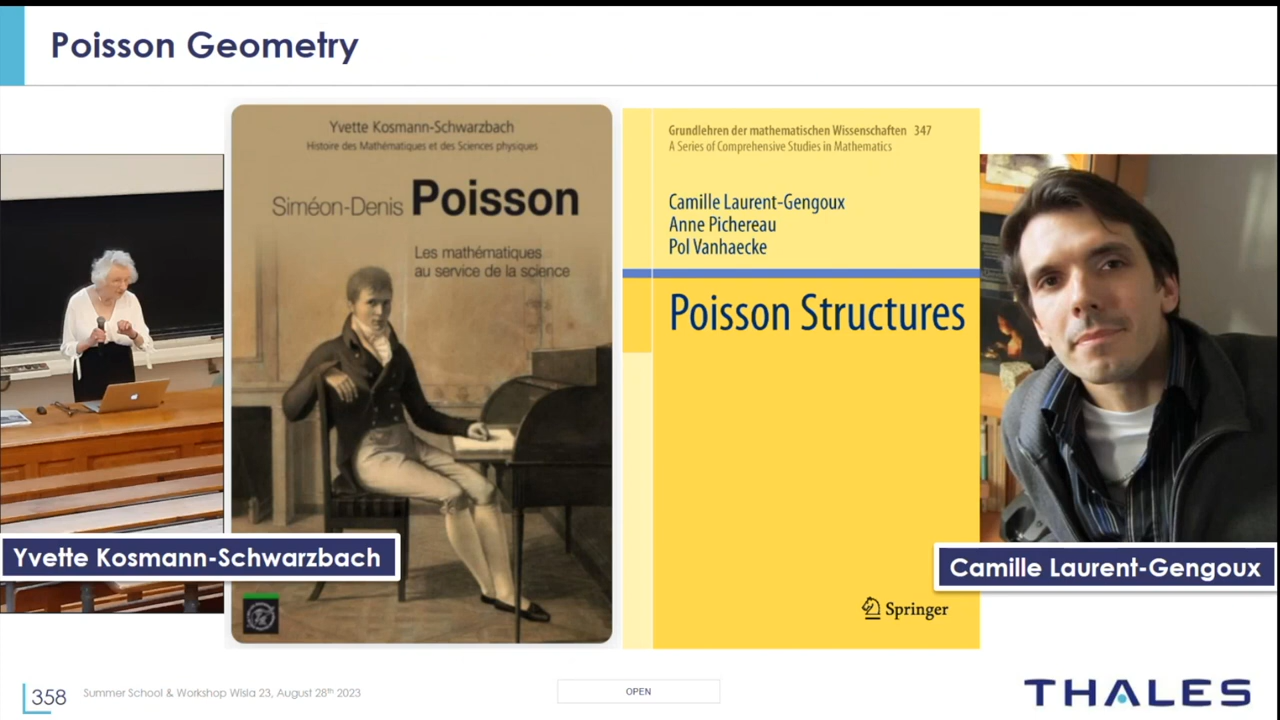 Poisson Geometry
Yvette Kosmann-Schwarzbach
Histoire des Mathématiques et des Sciences physiques
Siméon-Denis Poisson
Les mathématiques
au service de la science
Yvette Kosmann-Schwarzbach
Grundlehren der mathematischen Wissenschaften 347
A Series of Comprehensive Studies in Mathematics
Camille Laurent-Gengoux
Anne Pichereau
Pol Vanhaecke
Poisson Structures
Springer
Camille Laurent-Gengoux
358
Summer School & Workshop Wisla 23, August 28th 2023
OPEN
THALES